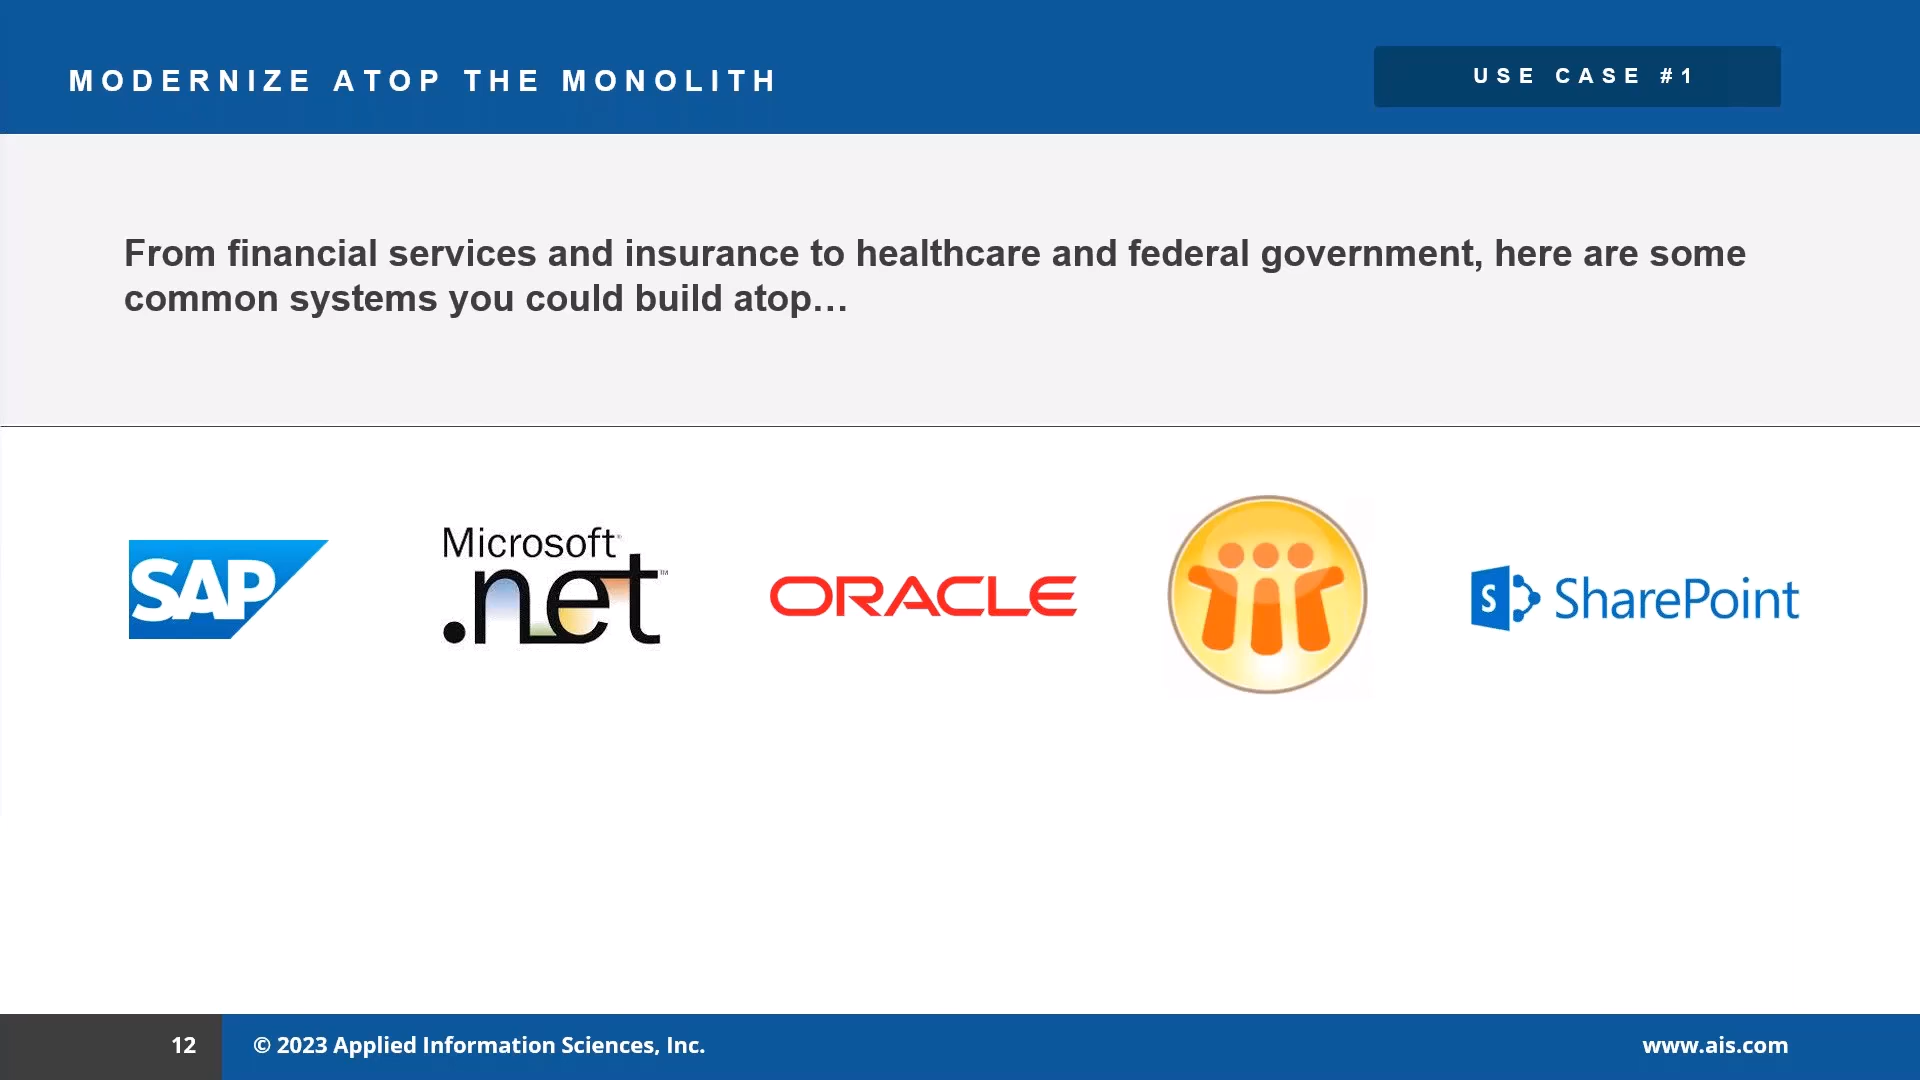 MODERNIZE ATOP THE MONOLITH
USE CASE #1
From financial services and insurance to healthcare and federal government, here are some
common systems you could build atop…
SAP
Microsoft
.net™
ORACLE
S SharePoint
12
© 2023 Applied Information Sciences, Inc.
www.ais.com